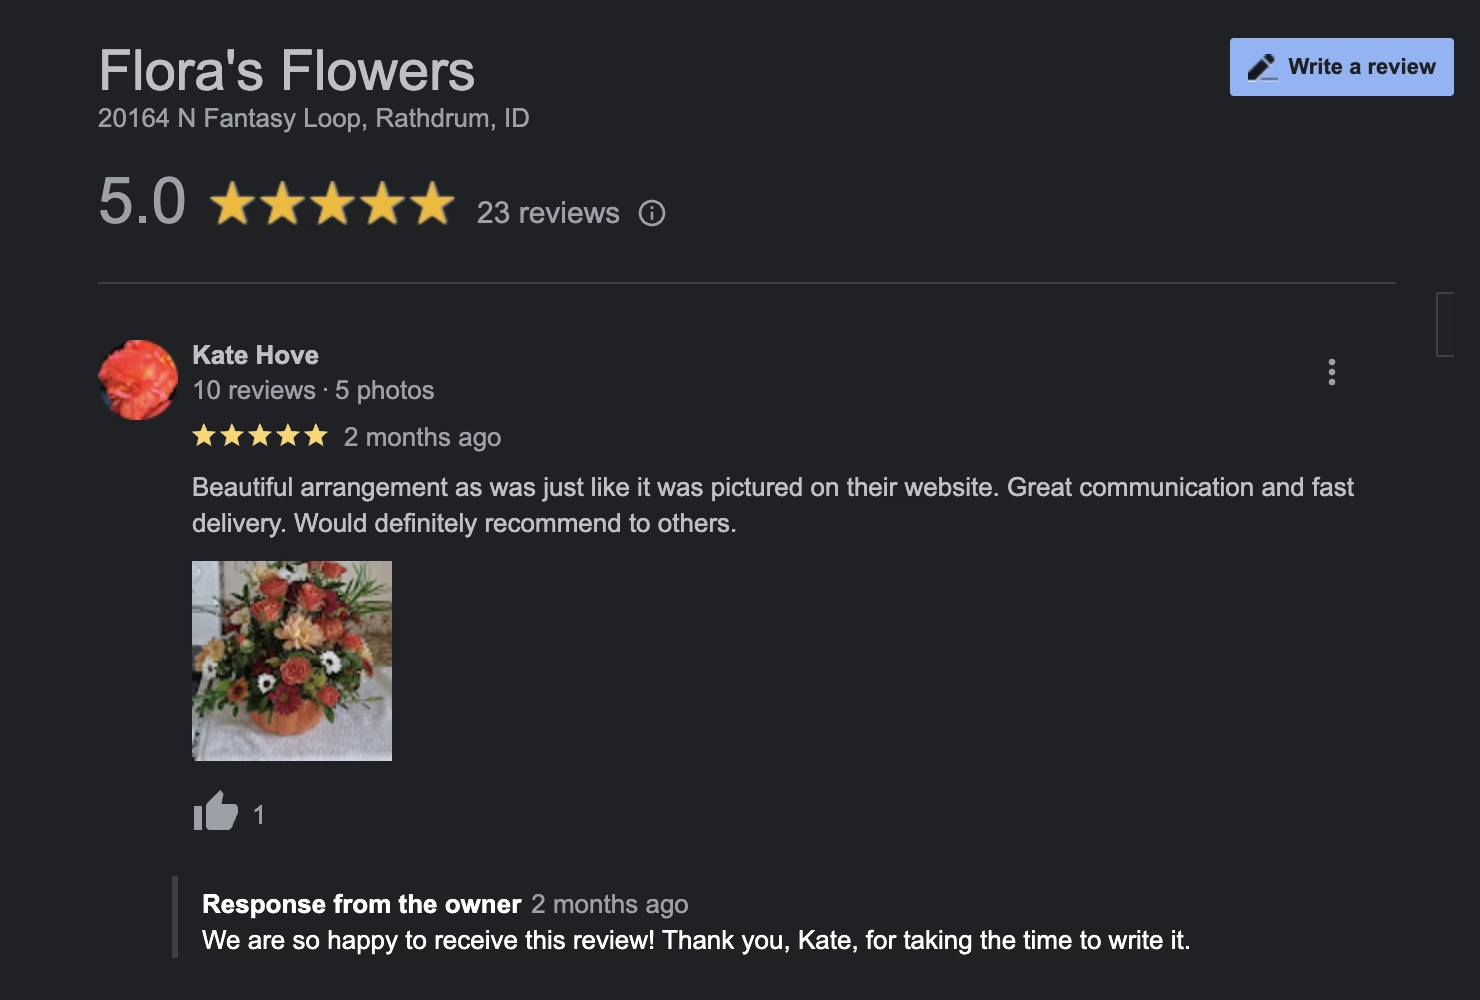 Flora's Flowers
Write a review
20164 N Fantasy Loop, Rathdrum, ID
5.0 23 reviews
Kate Hove
10 reviews · 5 photos
2 months ago
Beautiful arrangement as was just like it was pictured on their website. Great communication and fast
delivery. Would definitely recommend to others.
1
Response from the owner 2 months ago
We are so happy to receive this review! Thank you, Kate, for taking the time to write it.